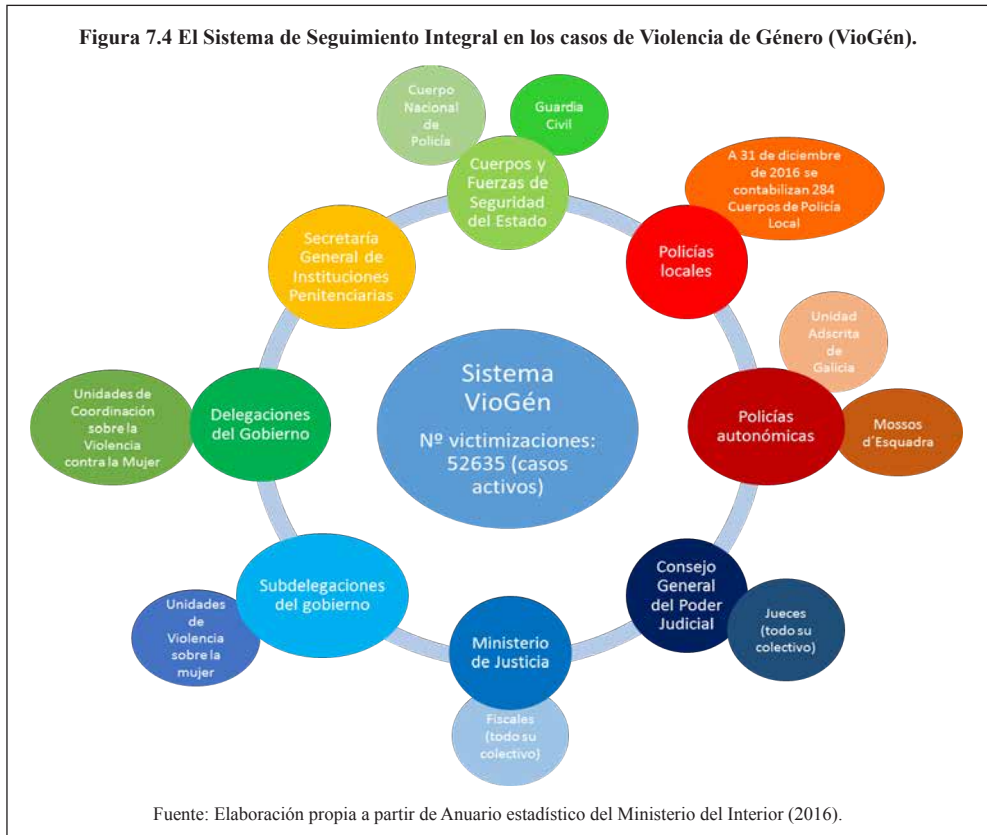 Figura 7.4 El Sistema de Seguimiento Integral en los casos de Violencia de Género (VioGén).
Cuerpo
Nacional
de
Policía
Guardia
Civil
Cuerpos y
Fuerzas de
Seguridad
del Estado
A 31 de diciembre
de 2016 se
contabilizan 284
Cuerpos de Policía
Local
Policías
locales
Unidad
Adscrita
de
Galicia
Policías
autonómicas
Mossos
d´Esquadra
Consejo
General
del Poder
Judicial
Jueces
(todo su
colectivo)
Ministerio
de Justicia
Fiscales
(todo su
colectivo)
Subdelegaciones
del gobierno
Unidades
de
Violencia
sobre la
mujer
Delegaciones
del Gobierno
Unidades de
Coordinación
sobre la
Violencia
contra la Mujer
Secretaría
General de
Instituciones
Penitenciarias
Sistema
VioGén
Nº victimizaciones:
52635 (casos
activos)
Fuente: Elaboración propia a partir de Anuario estadístico del Ministerio del Interior (2016).